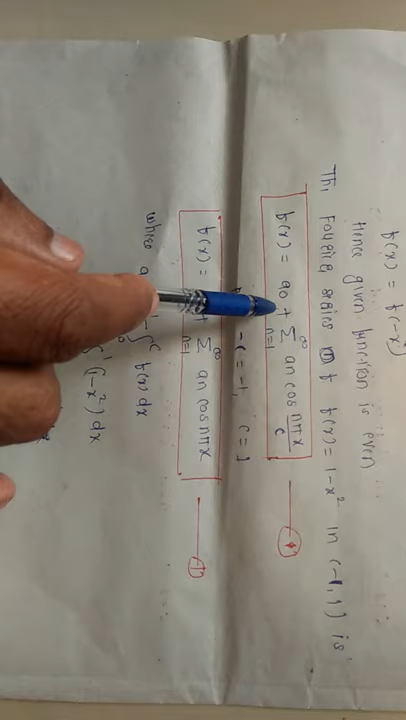 f(x) = f(-x)
Hence given function is even
The Fourier series of f(x) = 1-x² in (-1,1) is
f(x) = a0 + ∑ n=1 ∞ an cos nπx/c
-c = -1, c = 1
f(x) = + ∑ n=1 ∞ an cos nπx
where ∫ c f(x) dx
(1-x²) dx